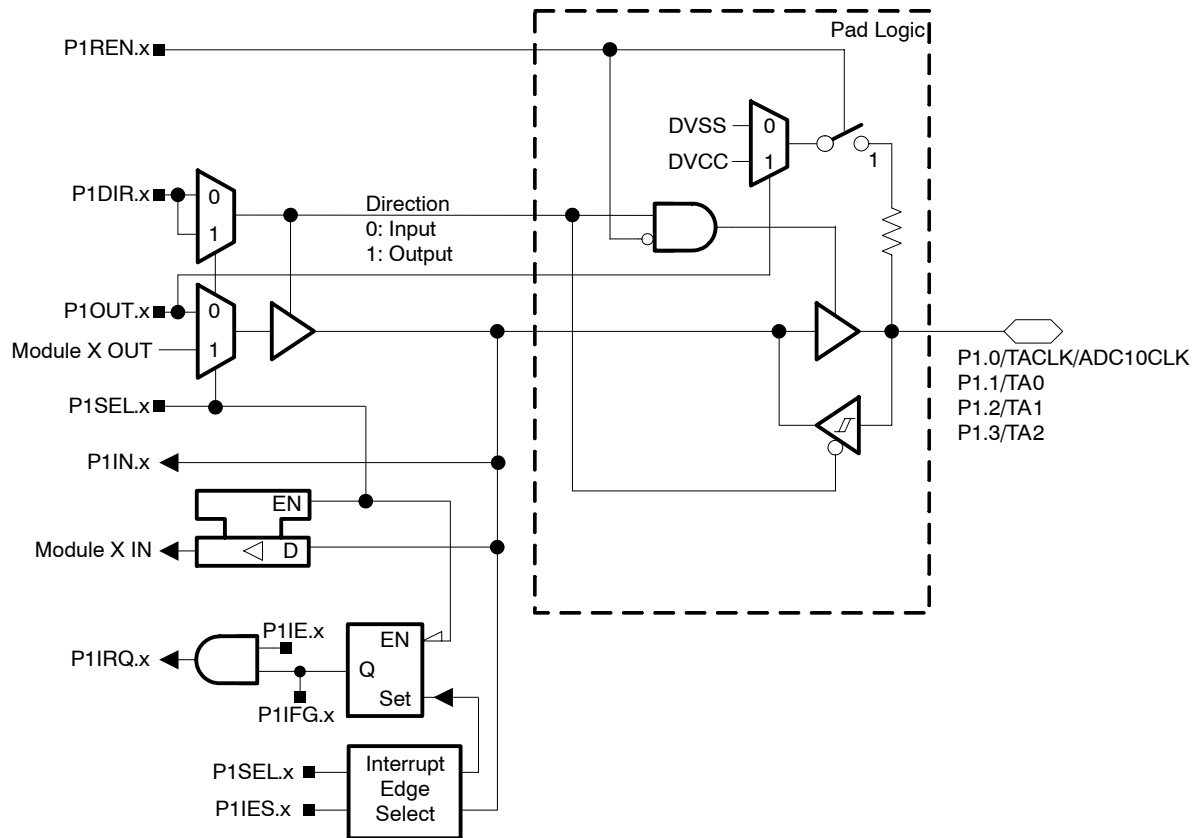 Pad Logic
P1REN.x
DVSS
0
DVCC
1
1
P1DIR.x
0
1
Direction
0: Input
1: Output
P1OUT.x
0
Module X OUT
1
P1.0/TACLK/ADC10CLK
P1.1/TA0
P1.2/TA1
P1.3/TA2
P1SEL.x
P1IN.x
EN
Module X IN
D
P1IE.x
EN
P1IRQ.x
Q
Set
P1IFG.x
P1SEL.x
P1IES.x
Interrupt
Edge
Select